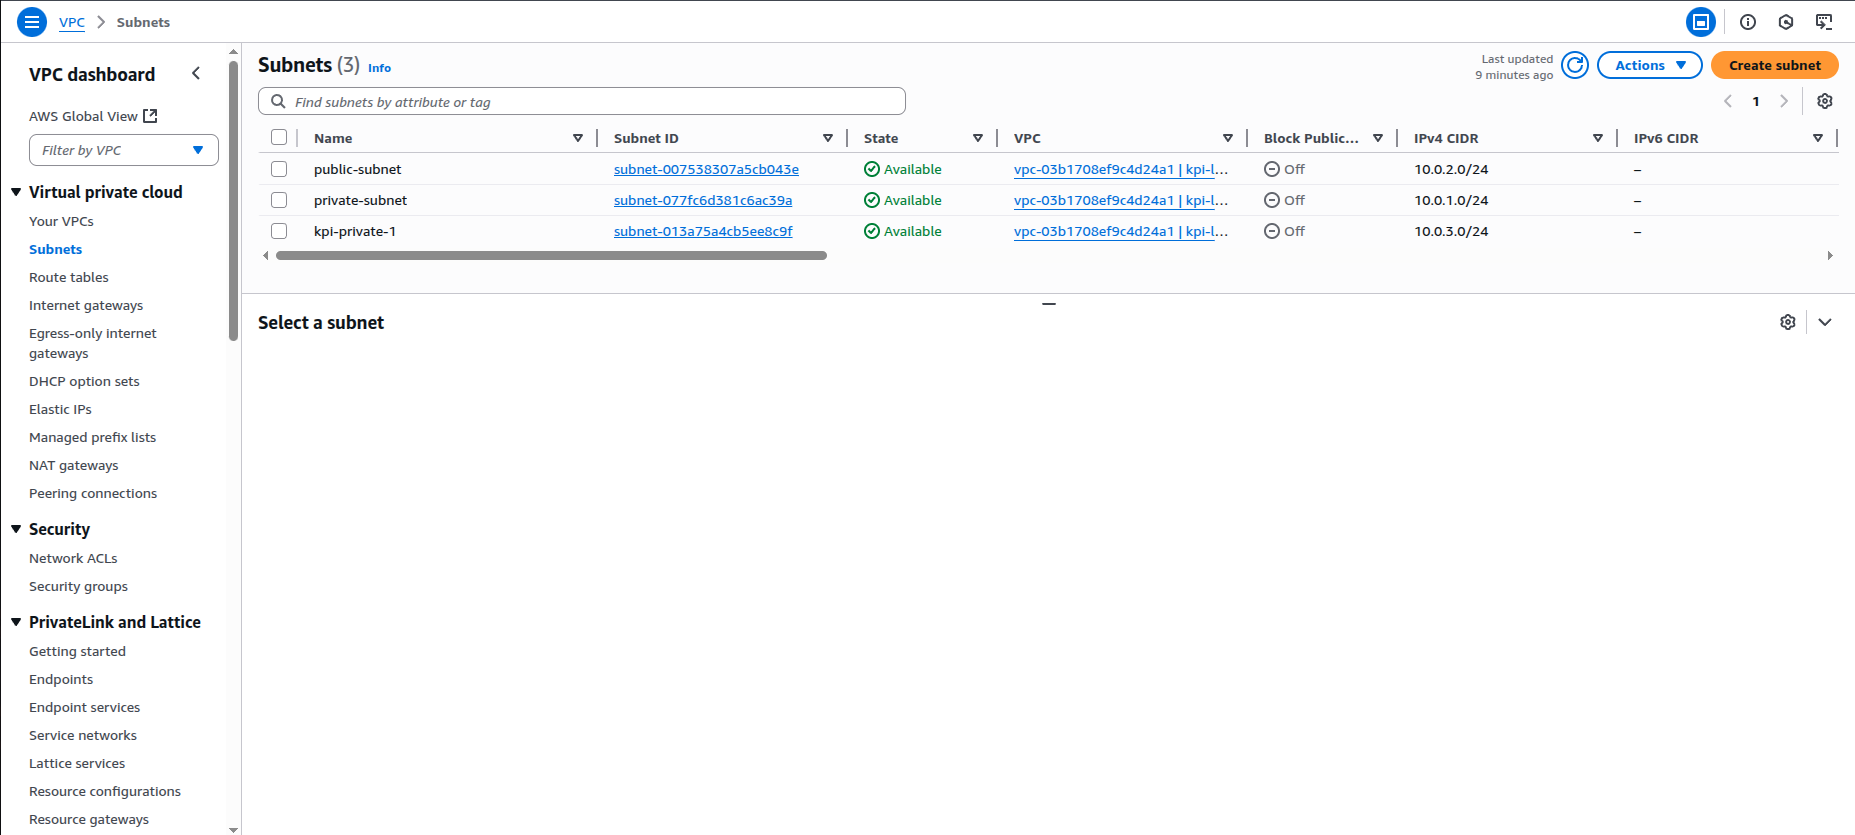 VPC > Subnets
VPC dashboard
AWS Global View
Filter by VPC
Virtual private cloud
Your VPCs
Subnets
Route tables
Internet gateways
Egress-only internet
gateways
DHCP option sets
Elastic IPs
Managed prefix lists
NAT gateways
Peering connections
Security
Network ACLs
Security groups
PrivateLink and Lattice
Getting started
Endpoints
Endpoint services
Service networks
Lattice services
Resource configurations
Resource gateways
Subnets (3) Info
Last updated
9 minutes ago
Actions
Create subnet
Find subnets by attribute or tag
1
Name Subnet ID State VPC Block Public... IPv4 CIDR IPv6 CIDR
public-subnet subnet-007538307a5cb043e Available vpc-03b1708ef9c4d24a1 | kpi-l... Off 10.0.2.0/24 –
private-subnet subnet-077fc6d381c6ac39a Available vpc-03b1708ef9c4d24a1 | kpi-l... Off 10.0.1.0/24 –
kpi-private-1 subnet-013a75a4cb5ee8c9f Available vpc-03b1708ef9c4d24a1 | kpi-l... Off 10.0.3.0/24 –
Select a subnet